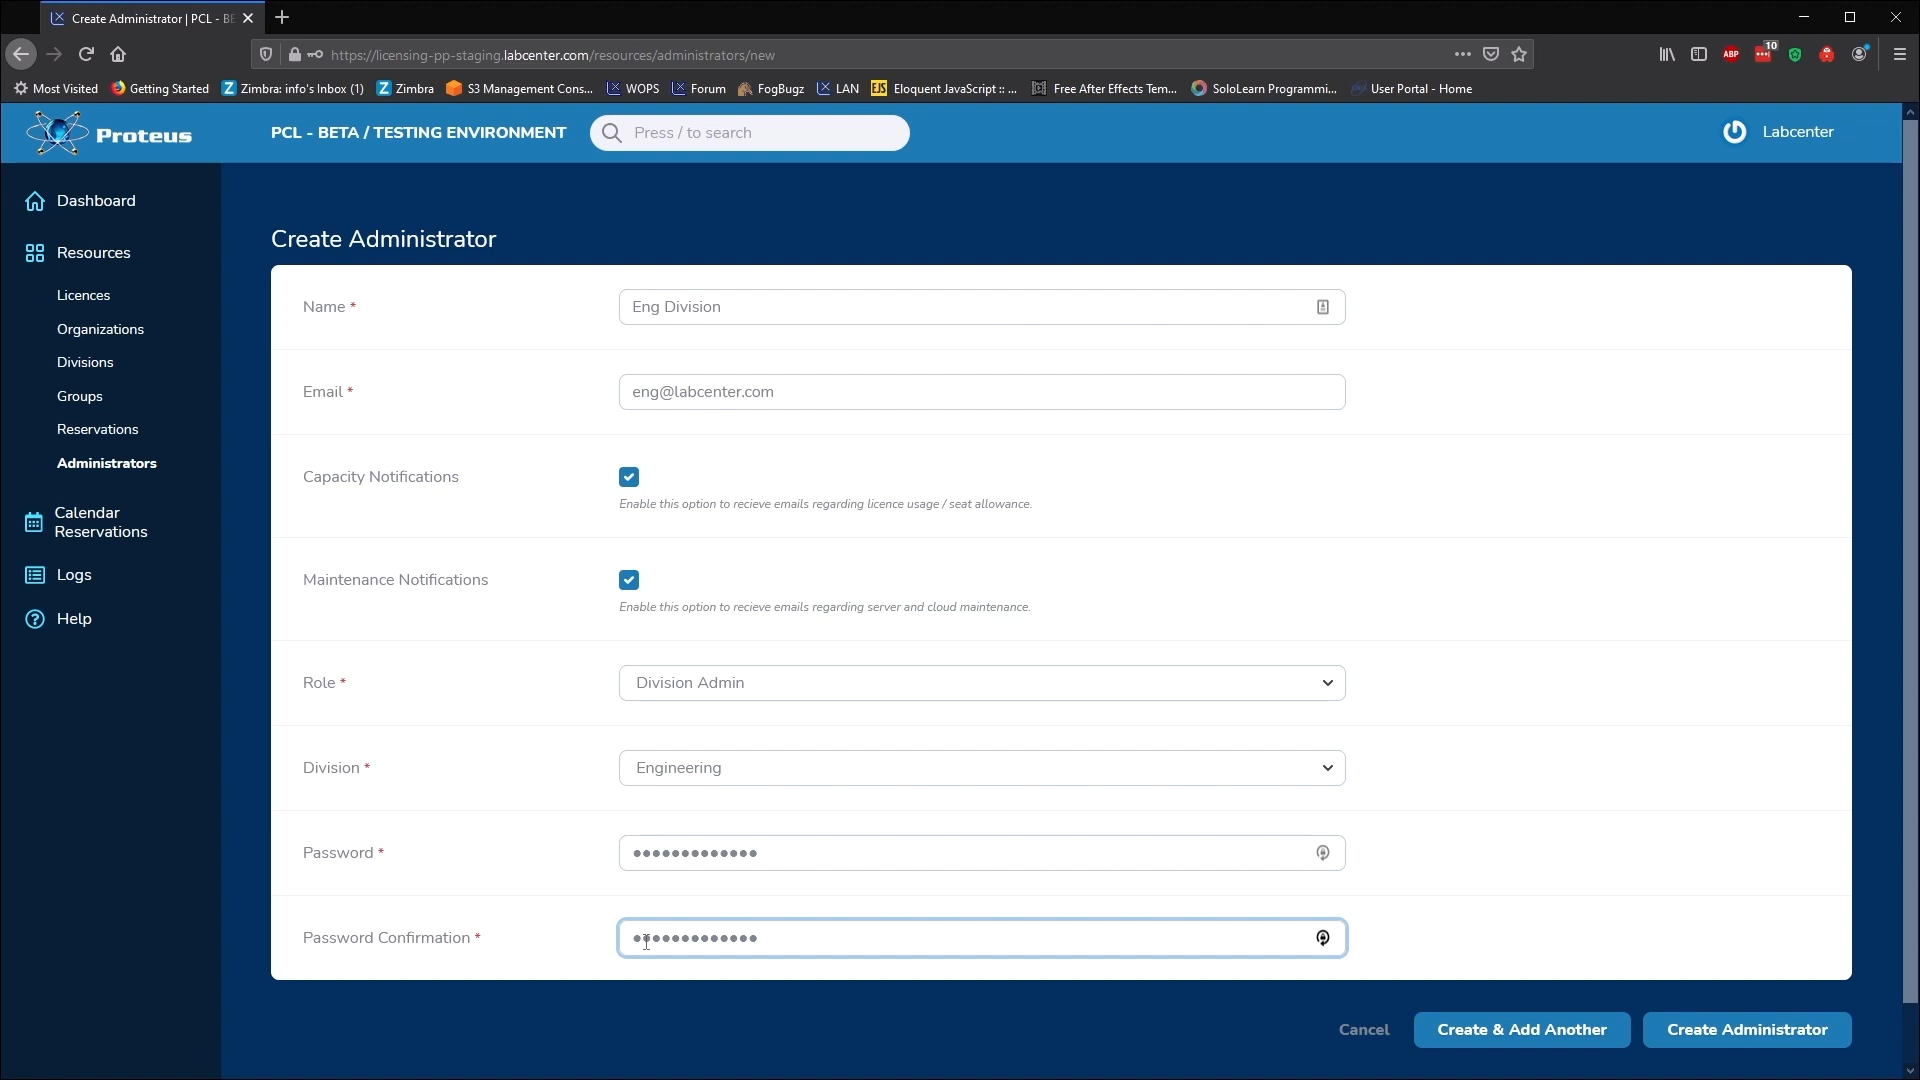 Create Administrator | PCL - BE
https://licensing-pp-staging.labcenter.com/resources/administrators/new
ABP
10
Most Visited
Getting Started
Z Zimbra: info's Inbox (1)
Z Zimbra
S3 Management Cons...
WOPS
Forum
FogBugz
LAN
EJS Eloquent JavaScript :: ...
Free After Effects Tem...
SoloLearn Programmi...
User Portal - Home
Proteus
PCL - BETA / TESTING ENVIRONMENT
Press / to search
Labcenter
Dashboard
Resources
Licences
Organizations
Divisions
Groups
Reservations
Administrators
Calendar
Reservations
Logs
Help
Create Administrator
Name *
Eng Division
Email *
eng@labcenter.com
Capacity Notifications
Enable this option to recieve emails regarding licence usage / seat allowance.
Maintenance Notifications
Enable this option to recieve emails regarding server and cloud maintenance.
Role *
Division Admin
Division *
Engineering
Password *
•••••••••••••
Password Confirmation *
•••••••••••••
Cancel
Create & Add Another
Create Administrator